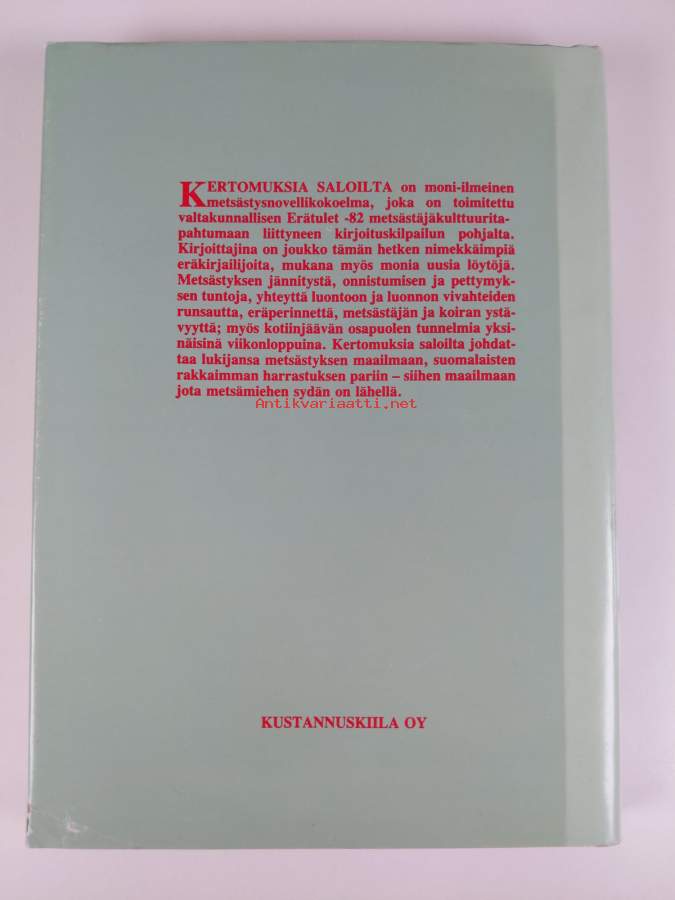 KERTOMUKSIA SALOILTA on moni-ilmeinen
metsästysnovellikokoelma, joka on toimitettu
valtakunnallisen Erätulet -82 metsästäjäkulttuurita-
pahtumaan liittyneen kirjoituskilpailun pohjalta.
Kirjoittajina on joukko tämän hetken nimekkäimpiä
eräkirjailijoita, mukana myös monia uusia löytöjä.
Metsästyksen jännitystä, onnistumisen ja pettymyk-
sen tuntoja, yhteyttä luontoon ja luonnon vivahteiden
runsautta, eräperinnettä, metsästäjän ja koiran ystä-
vyyttä; myös kotiinjäävän osapuolen tunnelmia yksi-
näisinä viikonloppuina. Kertomuksia saloilta johdat-
taa lukijansa metsästyksen maailmaan, suomalaisten
rakkaimman harrastuksen pariin – siihen maailmaan
jota metsämiehen sydän on lähellä.
Antikvariaatti.net
KUSTANNUSKIILA OY